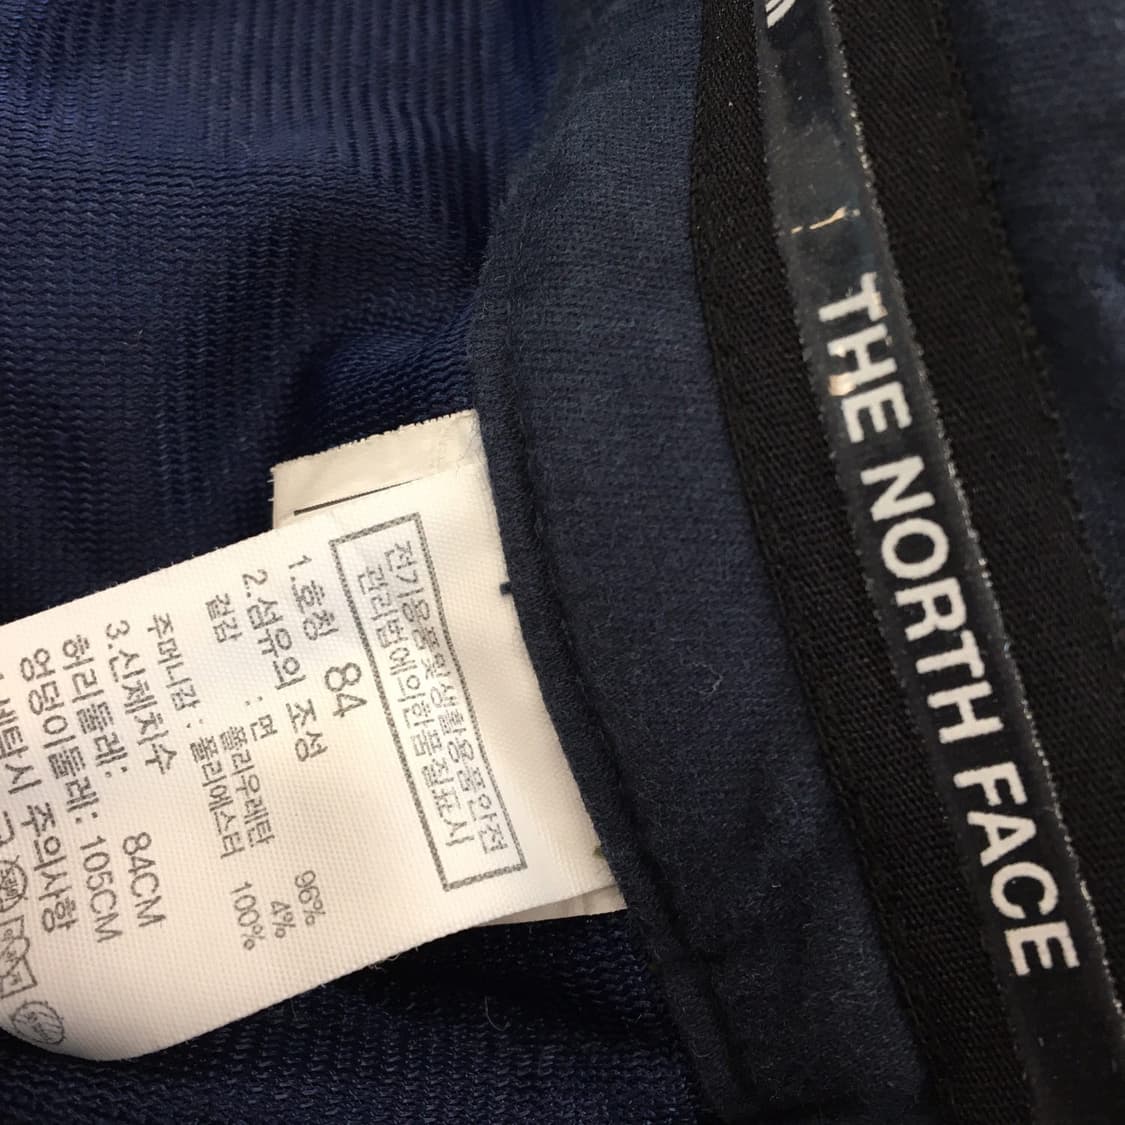 전기용품및생활용품안전
관리법에의한품질표시
1.호칭 84
2.섬유의 조성
겉감 : 면 96%
폴리우레탄 4%
주머니감 : 폴리에스터 100%
3.신체치수
허리둘레: 84CM
엉덩이둘레: 105CM
주의사항
THE NORTH FACE